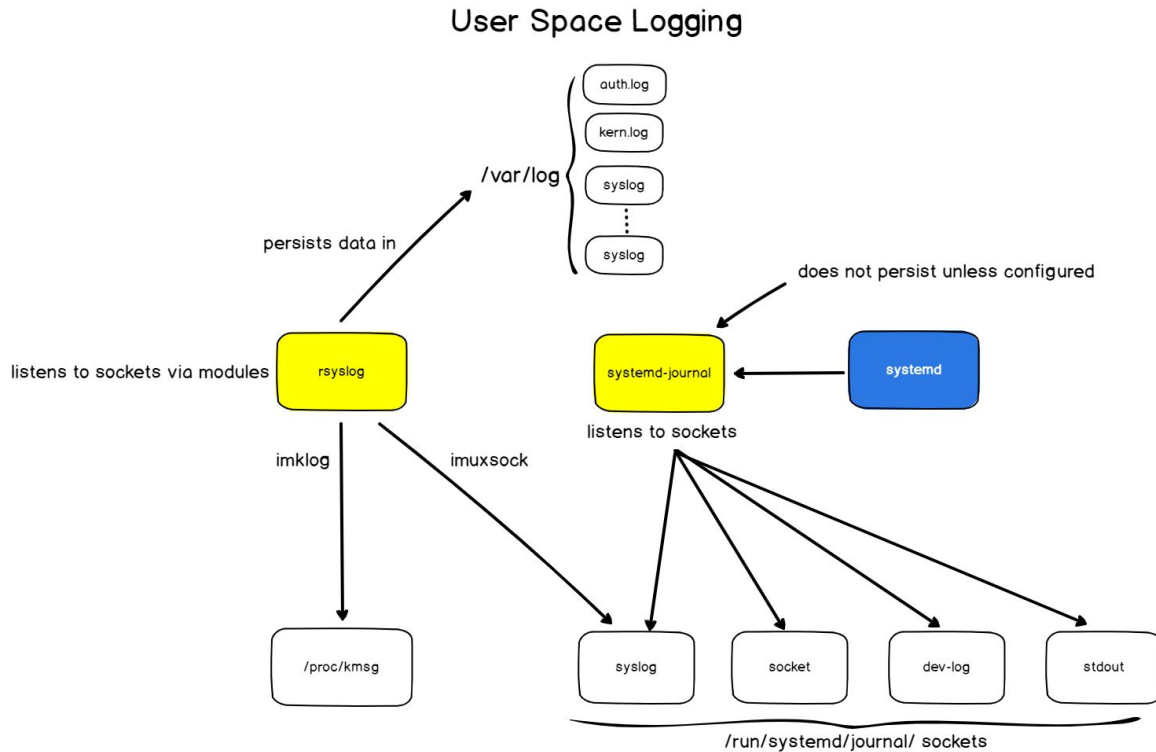 User Space Logging
auth.log
kern.log
/var/log
syslog
syslog
persists data in
does not persist unless configured
listens to sockets via modules
rsyslog
systemd-journal
systemd
listens to sockets
imklog
imuxsock
/proc/kmsg
syslog
socket
dev-log
stdout
/run/systemd/journal/ sockets